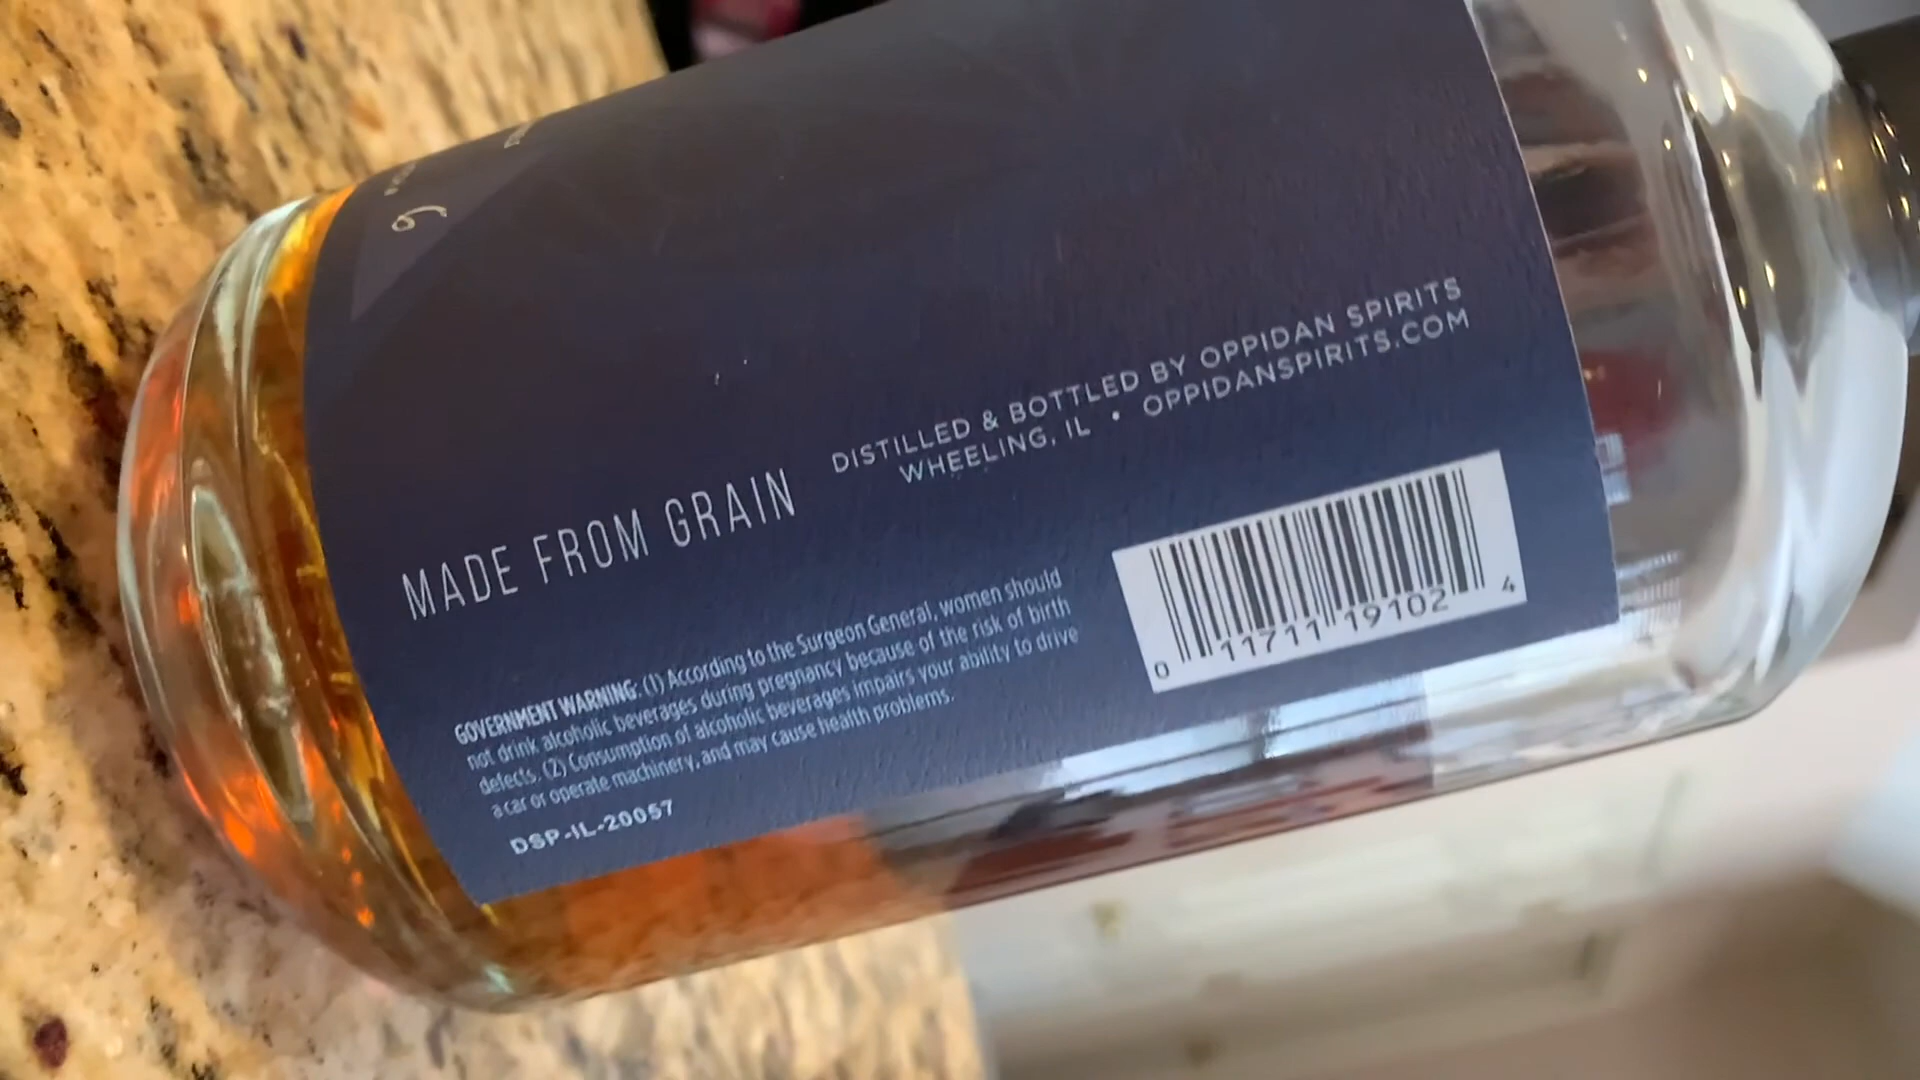 MADE FROM GRAIN
DISTILLED & BOTTLED BY OPPIDAN SPIRITS
WHEELING, IL • OPPIDANSPIRITS.COM
GOVERNMENT WARNING: (1) According to the Surgeon General, women should
not drink alcoholic beverages during pregnancy because of the risk of birth
defects. (2) Consumption of alcoholic beverages impairs your ability to drive
a car or operate machinery, and may cause health problems.
DSP-IL-20057
0 11711 19102 4